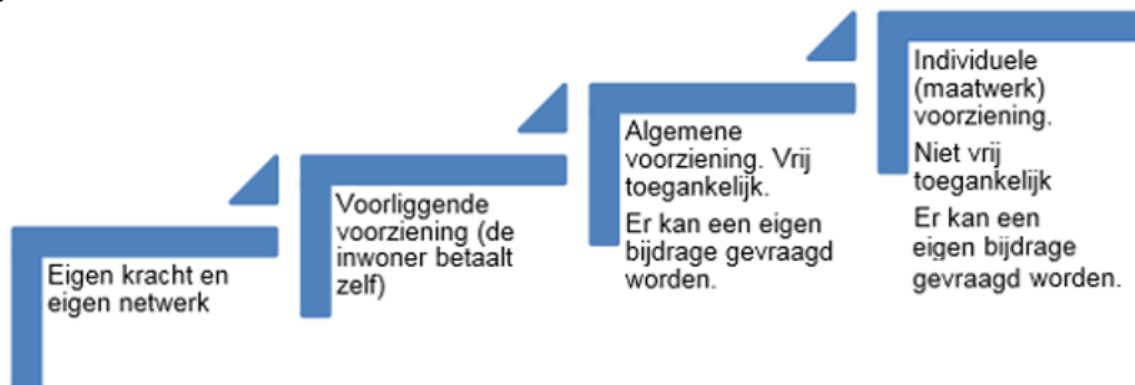 Eigen kracht en
eigen netwerk
Voorliggende
voorziening (de
inwoner betaalt
zelf)
Algemene
voorziening. Vrij
toegankelijk.
Er kan een eigen
bijdrage gevraagd
worden.
Individuele
(maatwerk)
voorziening.
Niet vrij
toegankelijk
Er kan een
eigen bijdrage
gevraagd worden.